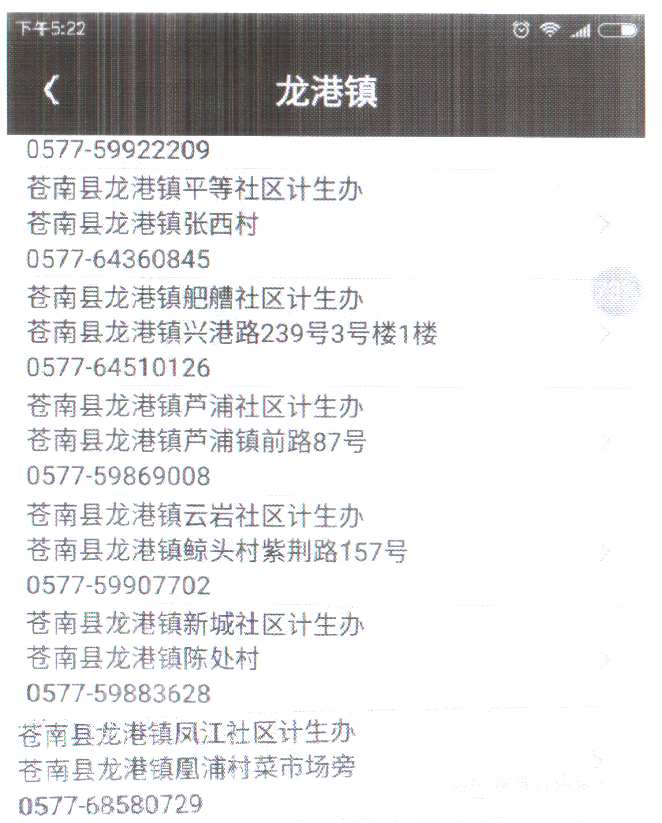 下午5:22
龙港镇
0577-59922209
苍南县龙港镇平等社区计生办
苍南县龙港镇张西村
0577-64360845
苍南县龙港镇舥艚社区计生办
苍南县龙港镇兴港路239号3号楼1楼
0577-64510126
苍南县龙港镇芦浦社区计生办
苍南县龙港镇芦浦镇前路87号
0577-59869008
苍南县龙港镇云岩社区计生办
苍南县龙港镇鲸头村紫荆路157号
0577-59907702
苍南县龙港镇新城社区计生办
苍南县龙港镇陈处村
0577-59883628
苍南县龙港镇凤江社区计生办
苍南县龙港镇凰浦村菜市场旁
0577-68580729